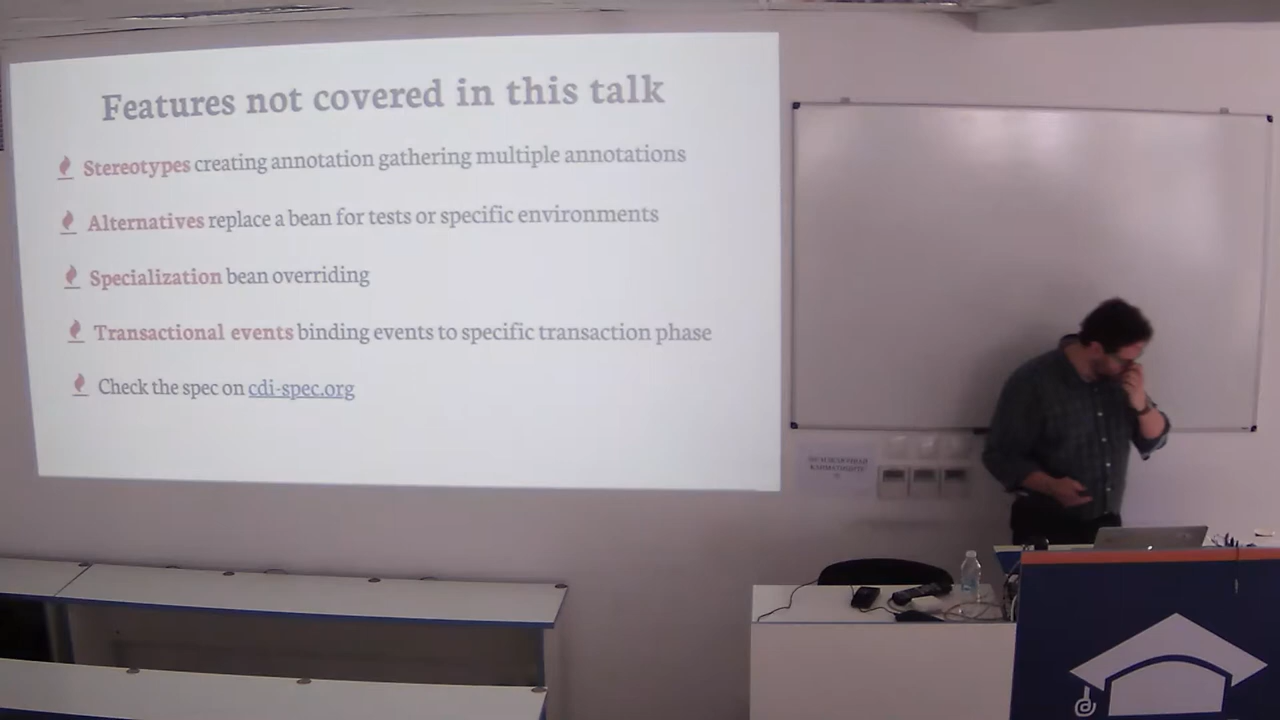 Features not covered in this talk
Stereotypes creating annotation gathering multiple annotations
Alternatives replace a bean for tests or specific environments
Specialization bean overriding
Transactional events binding events to specific transaction phase
Check the spec on cdi-spec.org